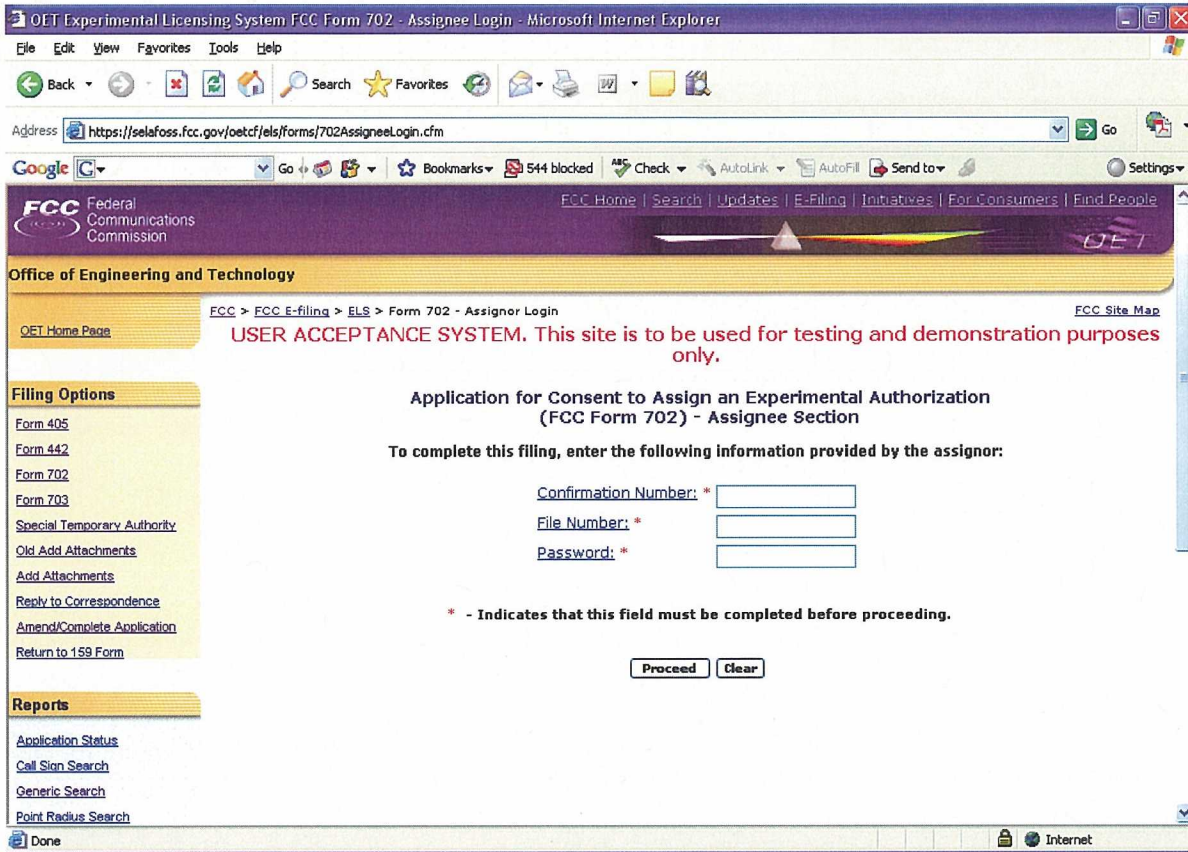 OET Experimental Licensing System FCC Form 702 - Assignee Login - Microsoft Internet Explorer
File Edit View Favorites Tools Help
Back Search Favorites
Address https://selafoss.fcc.gov/oetcf/els/forms/702AssigneeLogin.cfm Go
Google G Go Bookmarks 544 blocked ABC Check AutoLink AutoFill Send to Settings
FCC Federal Communications Commission
FCC Home | Search | Updates | E-Filing | Initiatives | For Consumers | Find People
OET
Office of Engineering and Technology
FCC > FCC E-filing > ELS > Form 702 - Assignor Login FCC Site Map
OET Home Page
USER ACCEPTANCE SYSTEM. This site is to be used for testing and demonstration purposes
only.
Filing Options
Form 405
Form 442
Form 702
Form 703
Special Temporary Authority
Old Add Attachments
Add Attachments
Reply to Correspondence
Amend/Complete Application
Return to 159 Form
Reports
Application Status
Call Sign Search
Generic Search
Point Radius Search
Application for Consent to Assign an Experimental Authorization
(FCC Form 702) - Assignee Section
To complete this filing, enter the following information provided by the assignor:
Confirmation Number: *
File Number: *
Password: *
* - Indicates that this field must be completed before proceeding.
Proceed Clear
Done Internet